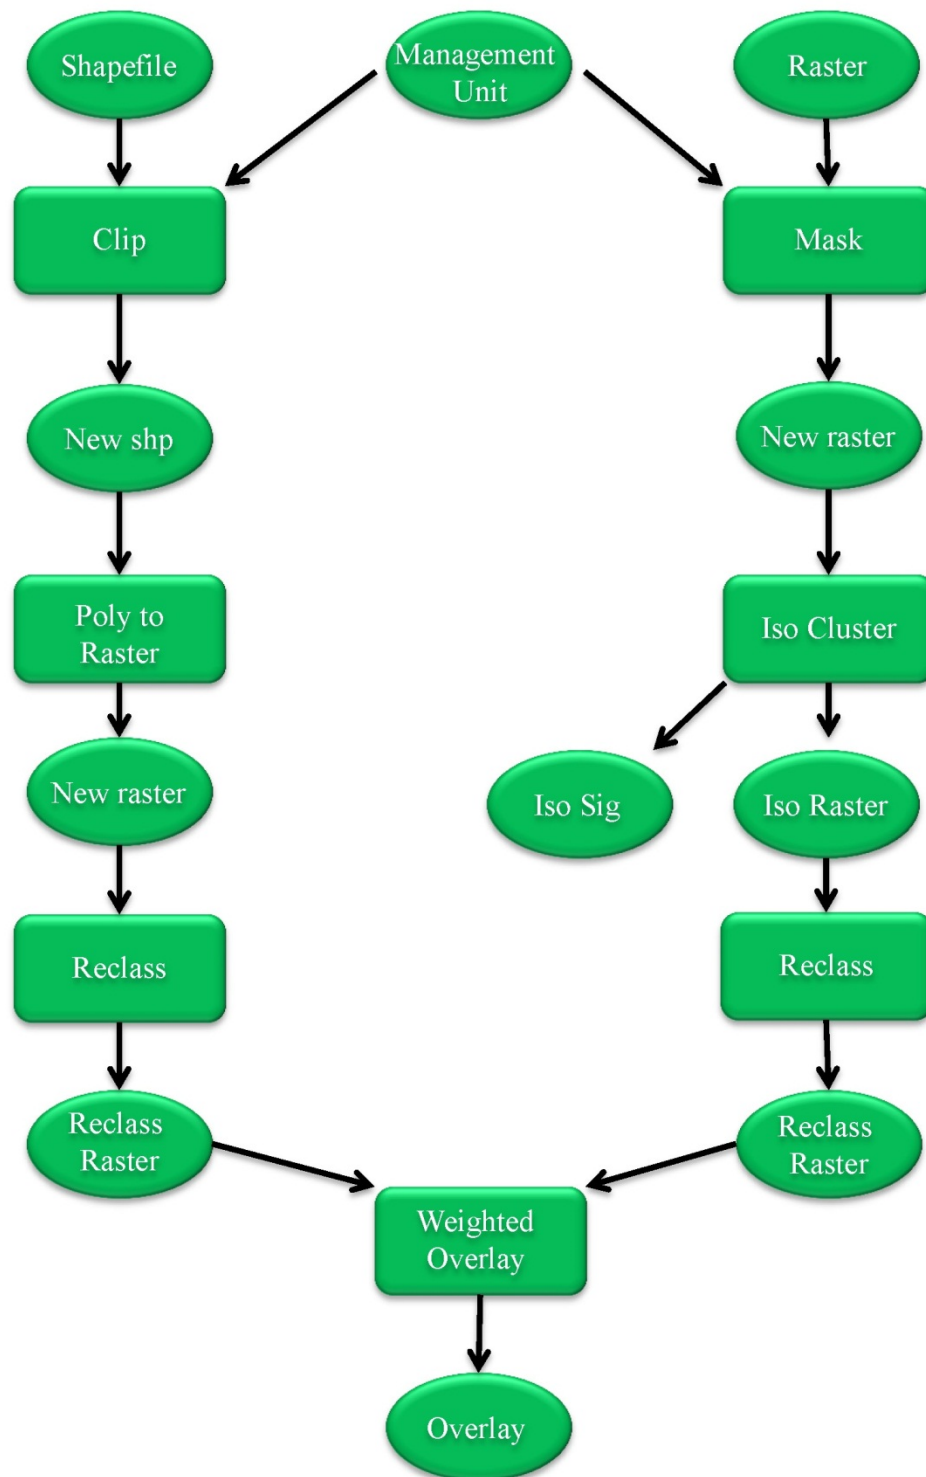 Shapefile
Management
Unit
Raster
Clip
Mask
New shp
New raster
Poly to
Raster
Iso Cluster
New raster
Iso Sig
Iso Raster
Reclass
Reclass
Reclass
Raster
Reclass
Raster
Weighted
Overlay
Overlay